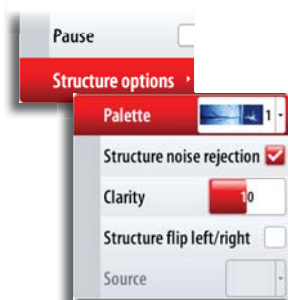 Pause
Structure options
Palette 1
Structure noise rejection
Clarity 10
Structure flip left/right
Source